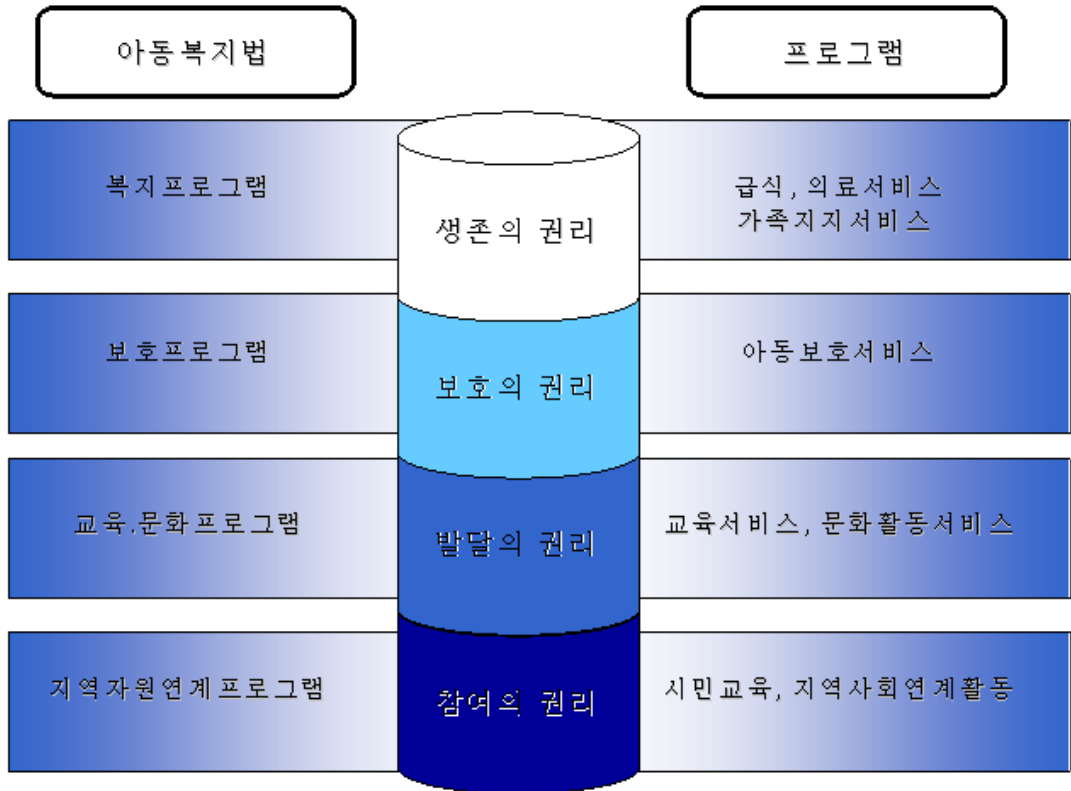 아동복지법
프로그램
복지프로그램
생존의 권리
급식, 의료서비스
가족지지서비스
보호프로그램
보호의 권리
아동보호서비스
교육.문화프로그램
발달의 권리
교육서비스, 문화활동서비스
지역자원연계프로그램
참여의 권리
시민교육, 지역사회연계활동